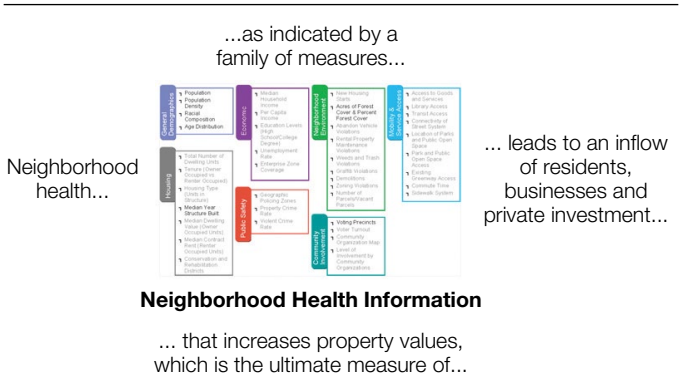 ...as indicated by a
family of measures...
Neighborhood
health...
General
Demographics
Population
Population
Density
Racial
Composition
Age Distribution
Economic
Median
Household
Income
Per Capita
Income
Education Levels
(High
School/College
Degree)
Unemployment
Rate
Enterprise Zone
Coverage
Neighborhood
Environment
New Housing
Starts
Acres of Forest
Cover & Percent
Forest Cover
Abandon Vehicle
Violations
Rental Property
Maintenance
Violations
Weeds and Trash
Violations
Graffiti Violations
Demolitions
Zoning Violations
Number of
Parcels/Vacant
Parcels
Mobility &
Service Access
Access to Goods
and Services
Library Access
Transit Access
Connectivity of
Street System
Location of Parks
and Public Open
Space
Park and Public
Open Space
Access
Existing
Greenway Access
Commute Time
Sidewalk System
Housing
Total Number of
Dwelling Units
Tenure (Owner
Occupied vs
Renter Occupied)
Housing Type
(Units in
Structure)
Median Year
Structure Built
Median Dwelling
Value (Owner
Occupied Units)
Median Contract
Rent (Renter
Occupied Units)
Conservation and
Rehabilitation
Districts
Public Safety
Geographic
Policing Zones
Property Crime
Rate
Violent Crime
Rate
Community
Involvement
Voting Precincts
Voter Turnout
Community
Organization Map
Level of
Involvement by
Community
Organizations
... leads to an inflow
of residents,
businesses and
private investment...
Neighborhood Health Information
... that increases property values,
which is the ultimate measure of...